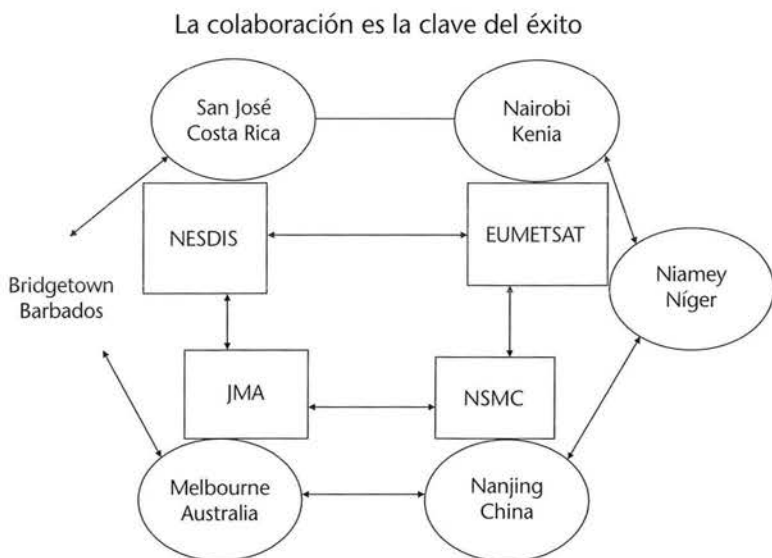 La colaboración es la clave del éxito
San José
Costa Rica
Nairobi
Kenia
NESDIS
EUMETSAT
Bridgetown
Barbados
Niamey
Níger
JMA
NSMC
Melbourne
Australia
Nanjing
China